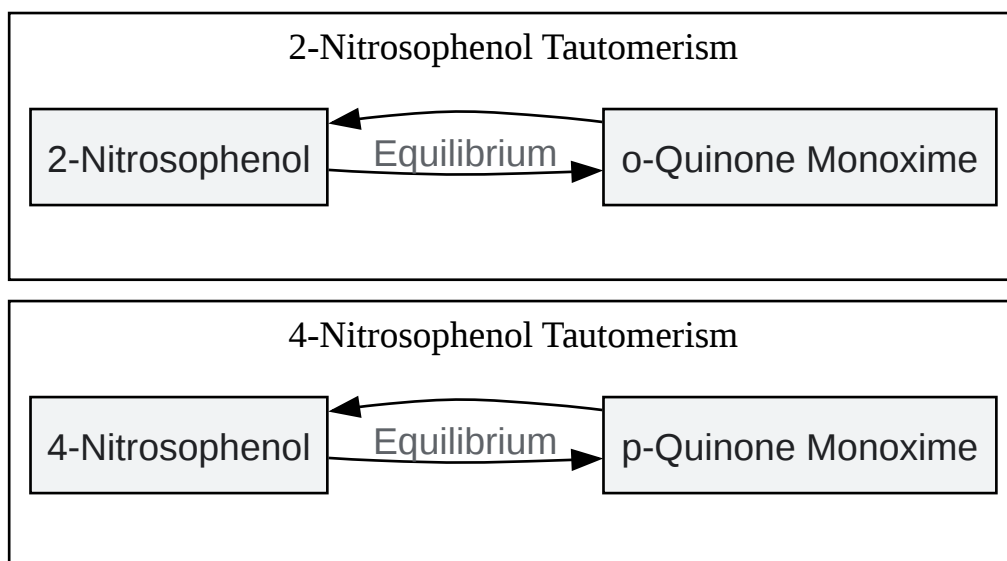 2-Nitrosophenol Tautomerism
2-Nitrosophenol Equilibrium o-Quinone Monoxime
4-Nitrosophenol Tautomerism
4-Nitrosophenol Equilibrium p-Quinone Monoxime